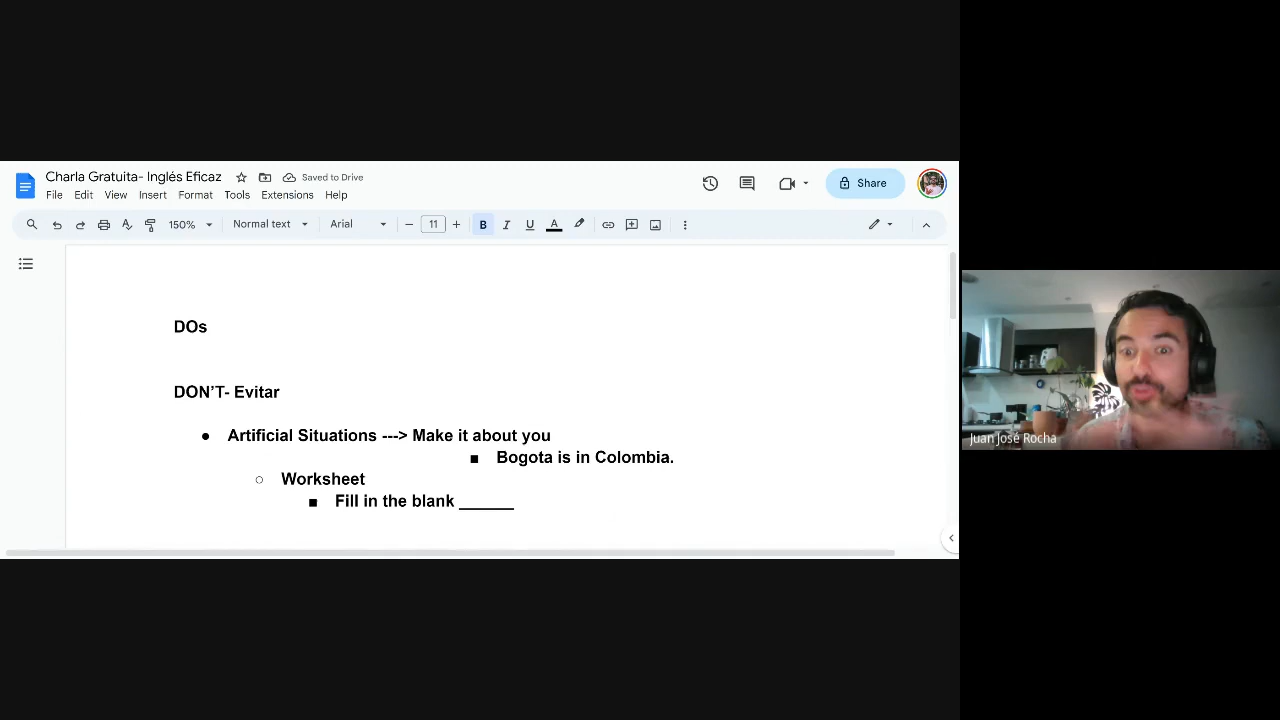 Charla Gratuita- Inglés Eficaz
Saved to Drive
File Edit View Insert Format Tools Extensions Help
Share
150% Normal text Arial − 11 + B I U A
DOs
DON'T- Evitar
● Artificial Situations ---> Make it about you
■ Bogota is in Colombia.
○ Worksheet
■ Fill in the blank ______
Juan José Rocha